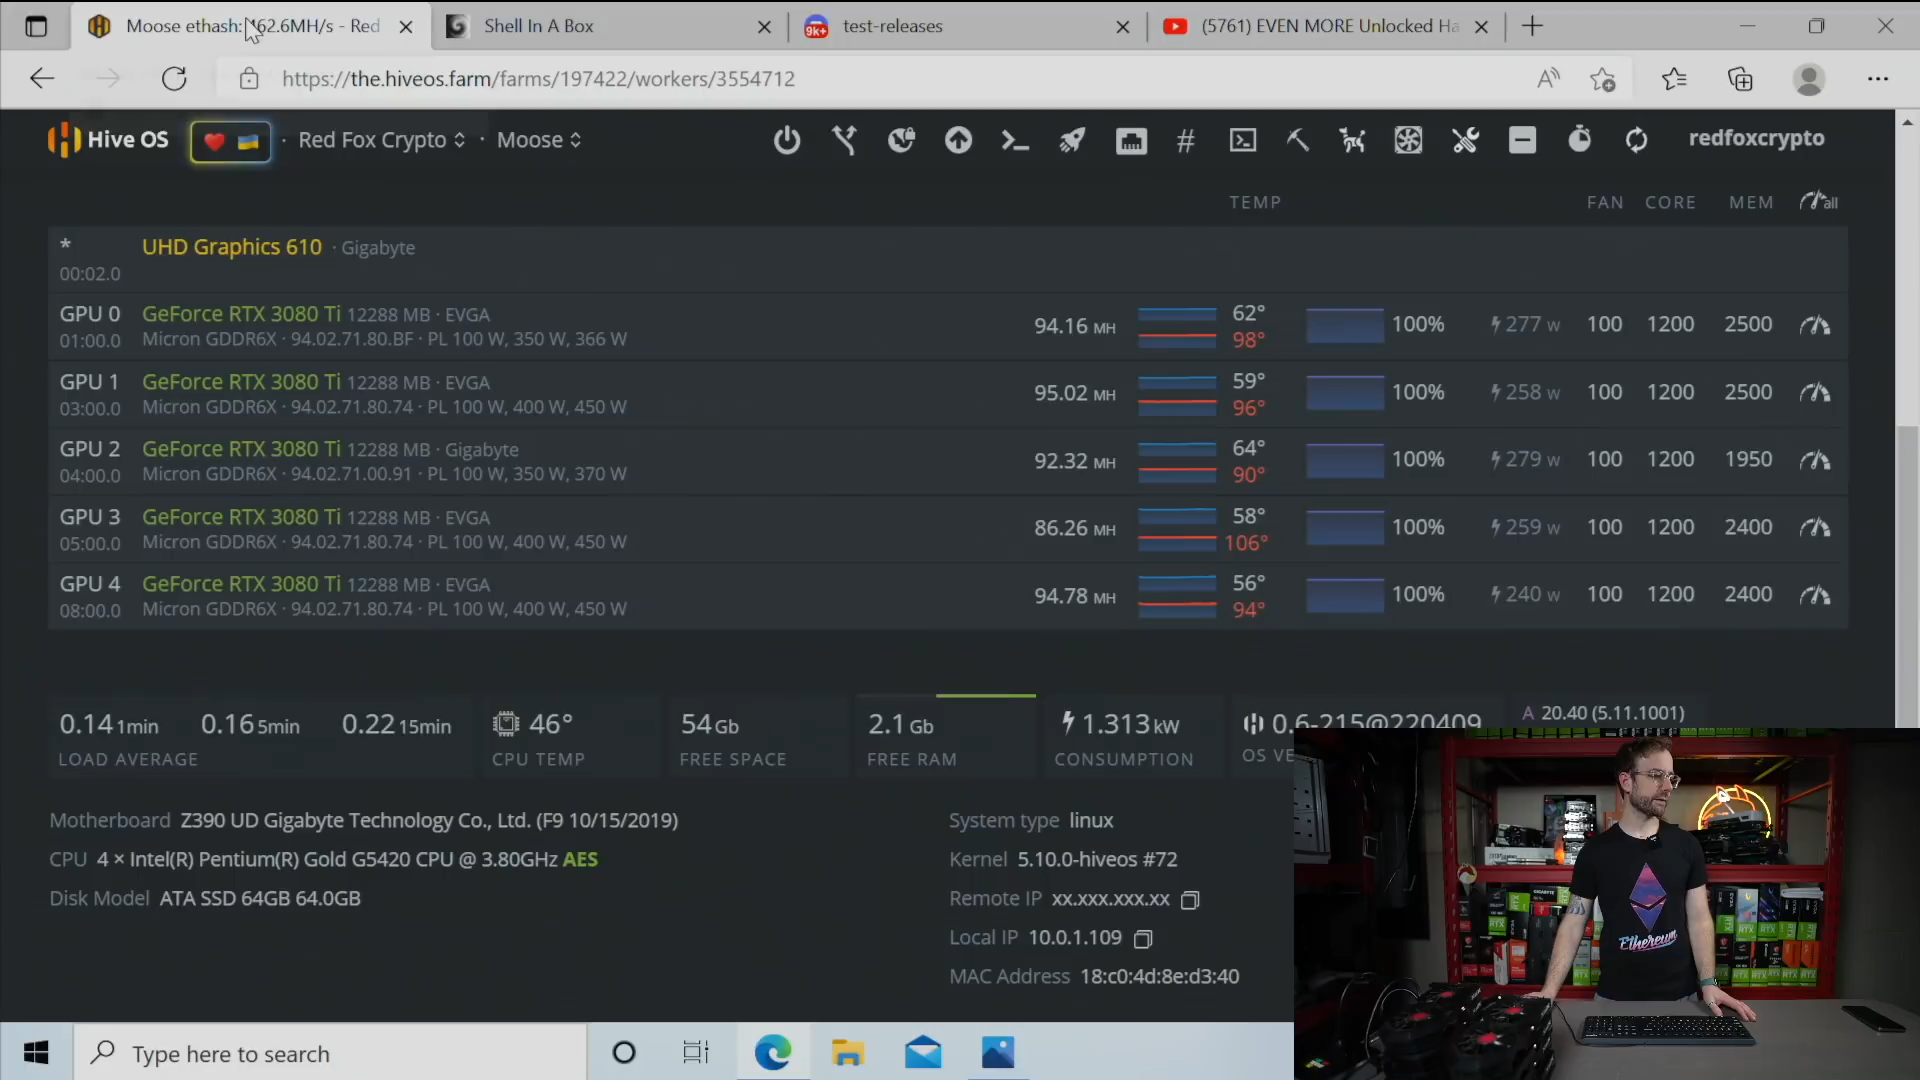 Moose ethash: 462.6MH/s - Red
Shell In A Box
9k+ test-releases
(5761) EVEN MORE Unlocked Ha
https://the.hiveos.farm/farms/197422/workers/3554712
Hive OS · Red Fox Crypto · Moose
redfoxcrypto
TEMP FAN CORE MEM all
* UHD Graphics 610 · Gigabyte
00:02.0
GPU 0 GeForce RTX 3080 Ti 12288 MB · EVGA 94.16 MH 62° 100% 277 W 100 1200 2500
01:00.0 Micron GDDR6X · 94.02.71.80.BF · PL 100 W, 350 W, 366 W 98°
GPU 1 GeForce RTX 3080 Ti 12288 MB · EVGA 95.02 MH 59° 100% 258 W 100 1200 2500
03:00.0 Micron GDDR6X · 94.02.71.80.74 · PL 100 W, 400 W, 450 W 96°
GPU 2 GeForce RTX 3080 Ti 12288 MB · Gigabyte 92.32 MH 64° 100% 279 W 100 1200 1950
04:00.0 Micron GDDR6X · 94.02.71.00.91 · PL 100 W, 350 W, 370 W 90°
GPU 3 GeForce RTX 3080 Ti 12288 MB · EVGA 86.26 MH 58° 100% 259 W 100 1200 2400
05:00.0 Micron GDDR6X · 94.02.71.80.74 · PL 100 W, 400 W, 450 W 106°
GPU 4 GeForce RTX 3080 Ti 12288 MB · EVGA 94.78 MH 56° 100% 240 W 100 1200 2400
08:00.0 Micron GDDR6X · 94.02.71.80.74 · PL 100 W, 400 W, 450 W 94°
0.14 1min 0.16 5min 0.22 15min
LOAD AVERAGE
46°
CPU TEMP
54 Gb
FREE SPACE
2.1 Gb
FREE RAM
1.313 kW
CONSUMPTION
0.6-215@220409
OS VE
A 20.40 (5.11.1001)
Motherboard Z390 UD Gigabyte Technology Co., Ltd. (F9 10/15/2019)
CPU 4 × Intel(R) Pentium(R) Gold G5420 CPU @ 3.80GHz AES
Disk Model ATA SSD 64GB 64.0GB
System type linux
Kernel 5.10.0-hiveos #72
Remote IP xx.xxx.xxx.xx
Local IP 10.0.1.109
MAC Address 18:c0:4d:8e:d3:40
Ethereum
Type here to search